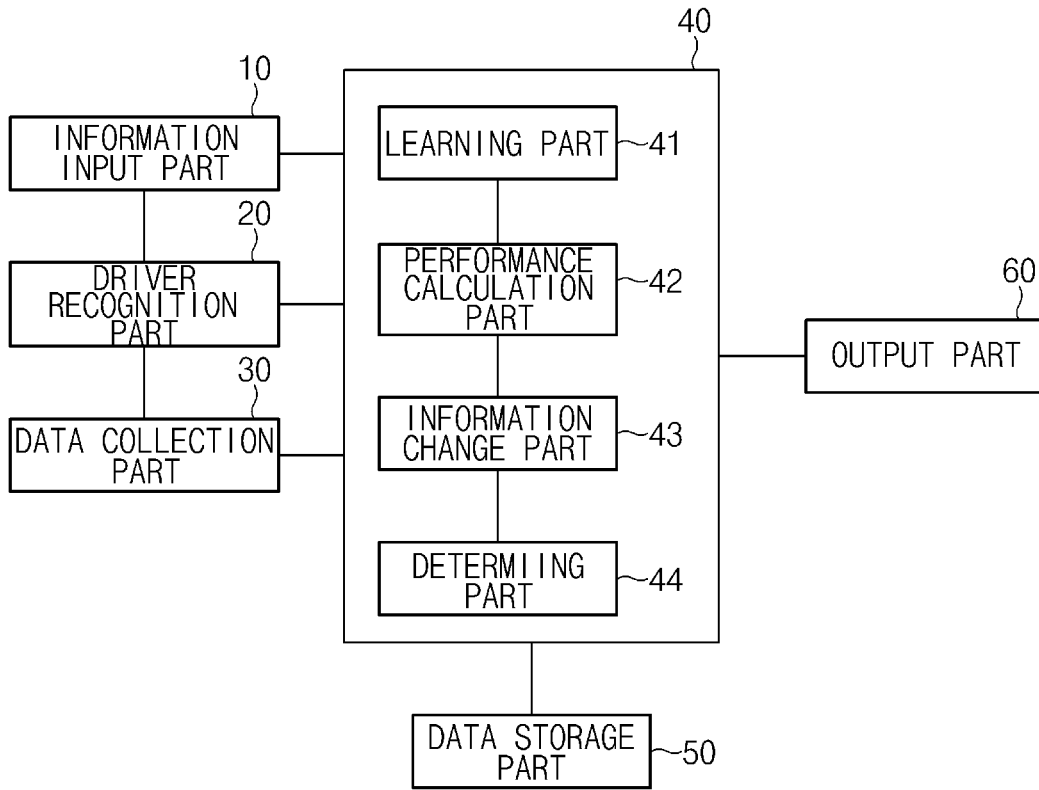 10
INFORMATION
INPUT PART
20
DRIVER
RECOGNITION
PART
30
DATA COLLECTION
PART
40
LEARNING PART
41
PERFORMANCE
CALCULATION
PART
42
INFORMATION
CHANGE PART
43
DETERMIING
PART
44
DATA STORAGE
PART
50
60
OUTPUT PART